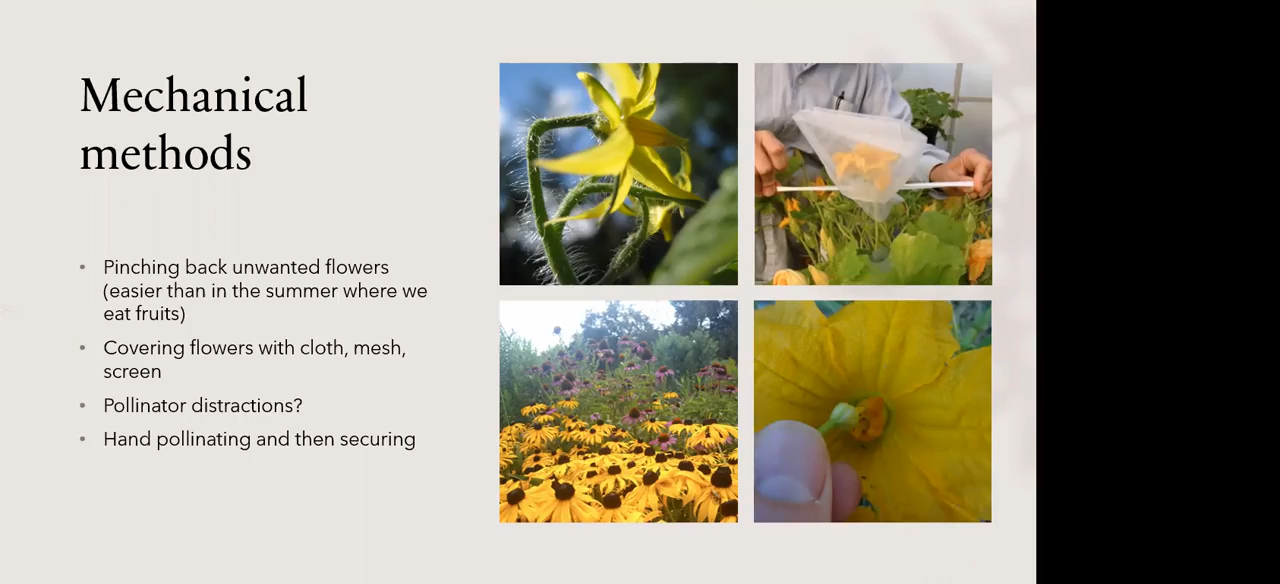 Mechanical
methods
• Pinching back unwanted flowers
(easier than in the summer where we
eat fruits)
• Covering flowers with cloth, mesh,
screen
• Pollinator distractions?
• Hand pollinating and then securing